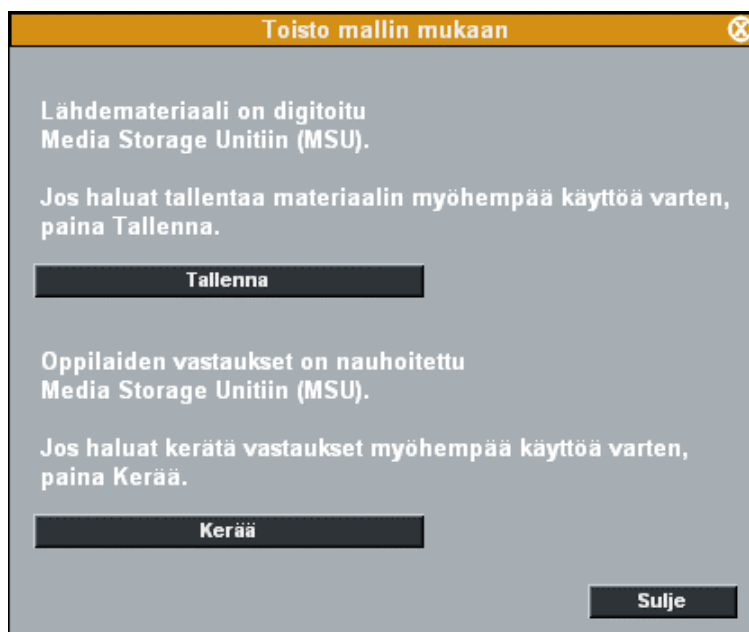 Toisto mallin mukaan
Lähdemateriaali on digitoitu
Media Storage Unitiin (MSU).
Jos haluat tallentaa materiaalin myöhempää käyttöä varten,
paina Tallenna.
Tallenna
Oppilaiden vastaukset on nauhoitettu
Media Storage Unitiin (MSU).
Jos haluat kerätä vastaukset myöhempää käyttöä varten,
paina Kerää.
Kerää
Sulje